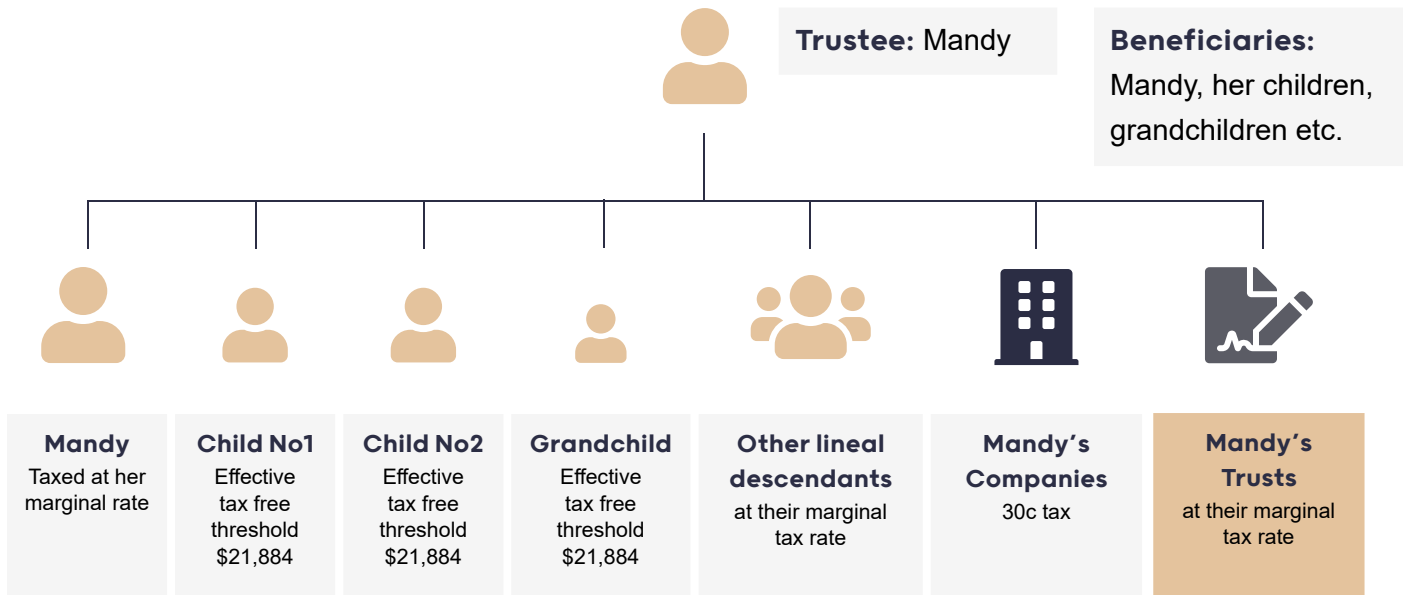 Trustee: Mandy
Beneficiaries:
Mandy, her children,
grandchildren etc.
Mandy
Taxed at her
marginal rate
Child No1
Effective
tax free
threshold
$21,884
Child No2
Effective
tax free
threshold
$21,884
Grandchild
Effective
tax free
threshold
$21,884
Other lineal
descendants
at their marginal
tax rate
Mandy's
Companies
30c tax
Mandy's
Trusts
at their marginal
tax rate